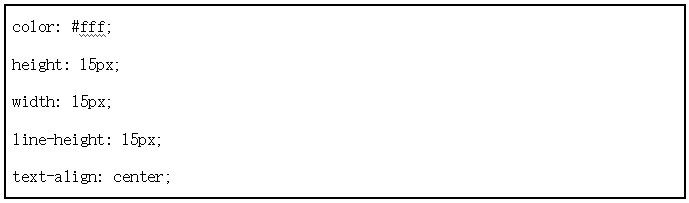 color: #fff;
height: 15px;
width: 15px;
line-height: 15px;
text-align: center;